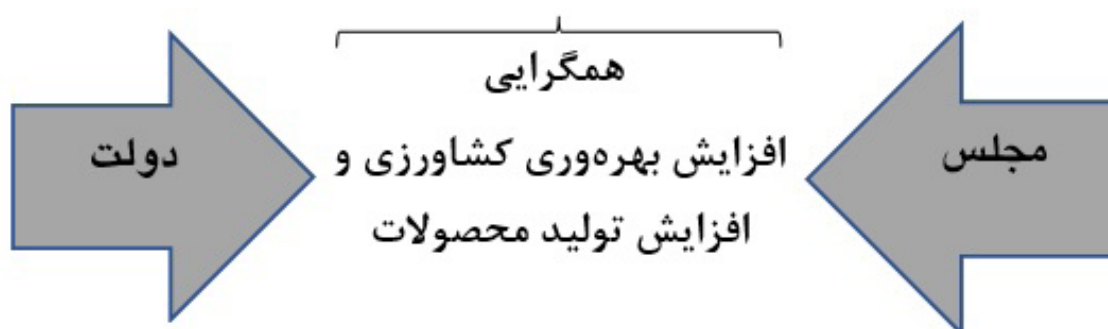 همگرایی
مجلس
افزایش بهره‌وری کشاورزی و
دولت
افزایش تولید محصولات